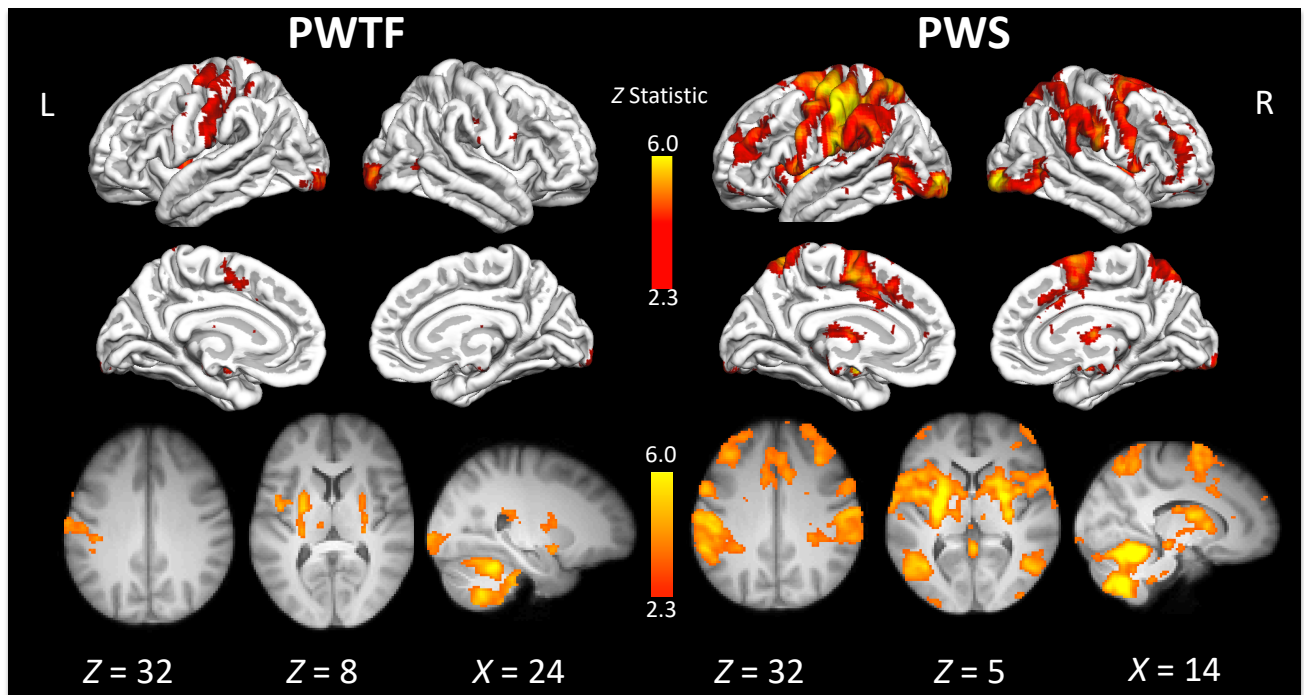 PWTF
PWS
L
Z Statistic
R
6.0
2.3
6.0
2.3
Z = 32
Z = 8
X = 24
Z = 32
Z = 5
X = 14